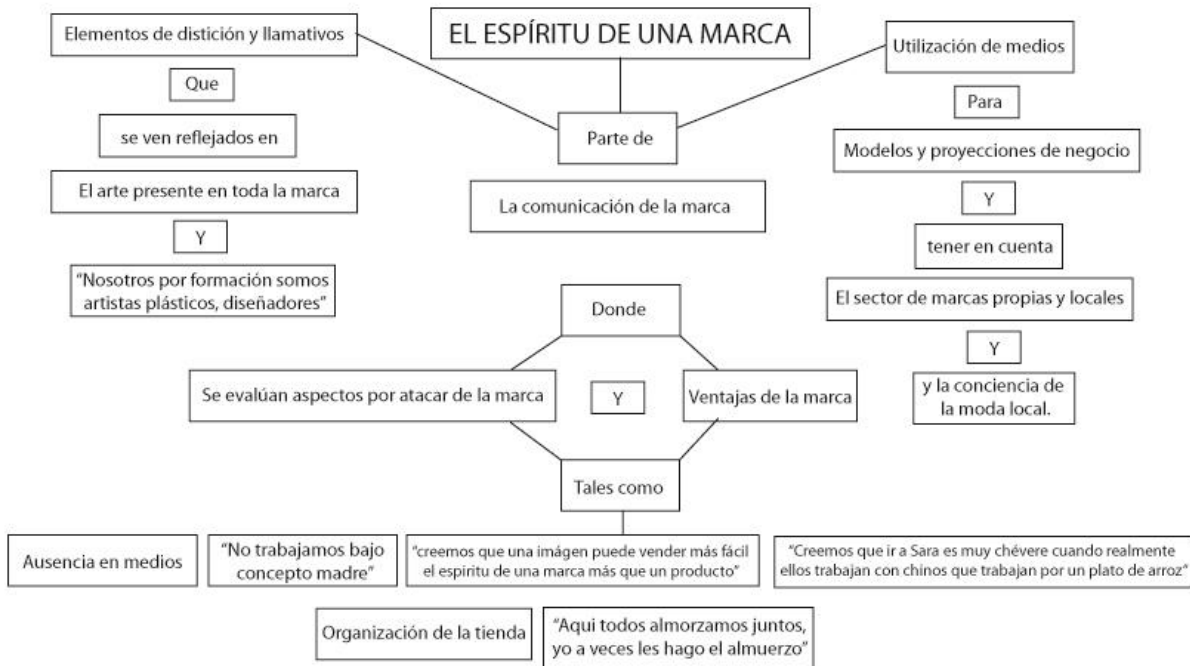 EL ESPÍRITU DE UNA MARCA
Elementos de distición y llamativos
Que
se ven reflejados en
El arte presente en toda la marca
Y
“Nosotros por formación somos
artistas plásticos, diseñadores”
Parte de
La comunicación de la marca
Utilización de medios
Para
Modelos y proyecciones de negocio
Y
tener en cuenta
El sector de marcas propias y locales
Y
y la conciencia de
la moda local.
Donde
Se evalúan aspectos por atacar de la marca
Y
Ventajas de la marca
Tales como
Ausencia en medios
“No trabajamos bajo
concepto madre”
“creemos que una imágen puede vender más fácil
el espiritu de una marca más que un producto”
“Creemos que ir a Sara es muy chévere cuando realmente
ellos trabajan con chinos que trabajan por un plato de arroz”
Organización de la tienda
“Aqui todos almorzamos juntos,
yo a veces les hago el almuerzo”